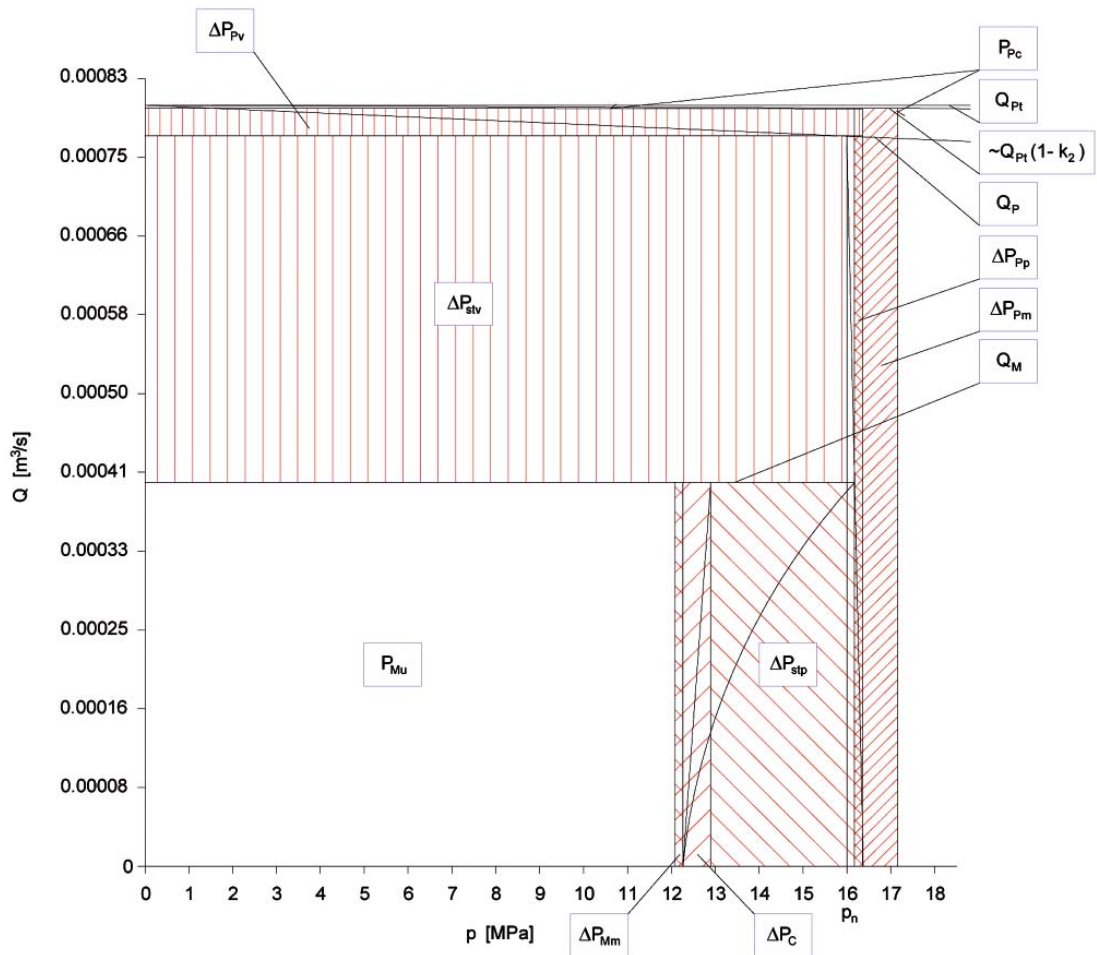 ΔP_Pv
P_Pc
0.00083
Q_Pt
0.00075
~Q_Pt (1- k_2)
Q_P
0.00066
ΔP_Pp
0.00058
ΔP_stv
ΔP_Pm
Q_M
0.00050
Q [m³/s]
0.00041
0.00033
0.00025
P_Mu
ΔP_stp
0.00016
0.00008
0
0 1 2 3 4 5 6 7 8 9 10 11 12 13 14 15 16 17 18
p_n
p [MPa]
ΔP_Mm
ΔP_C